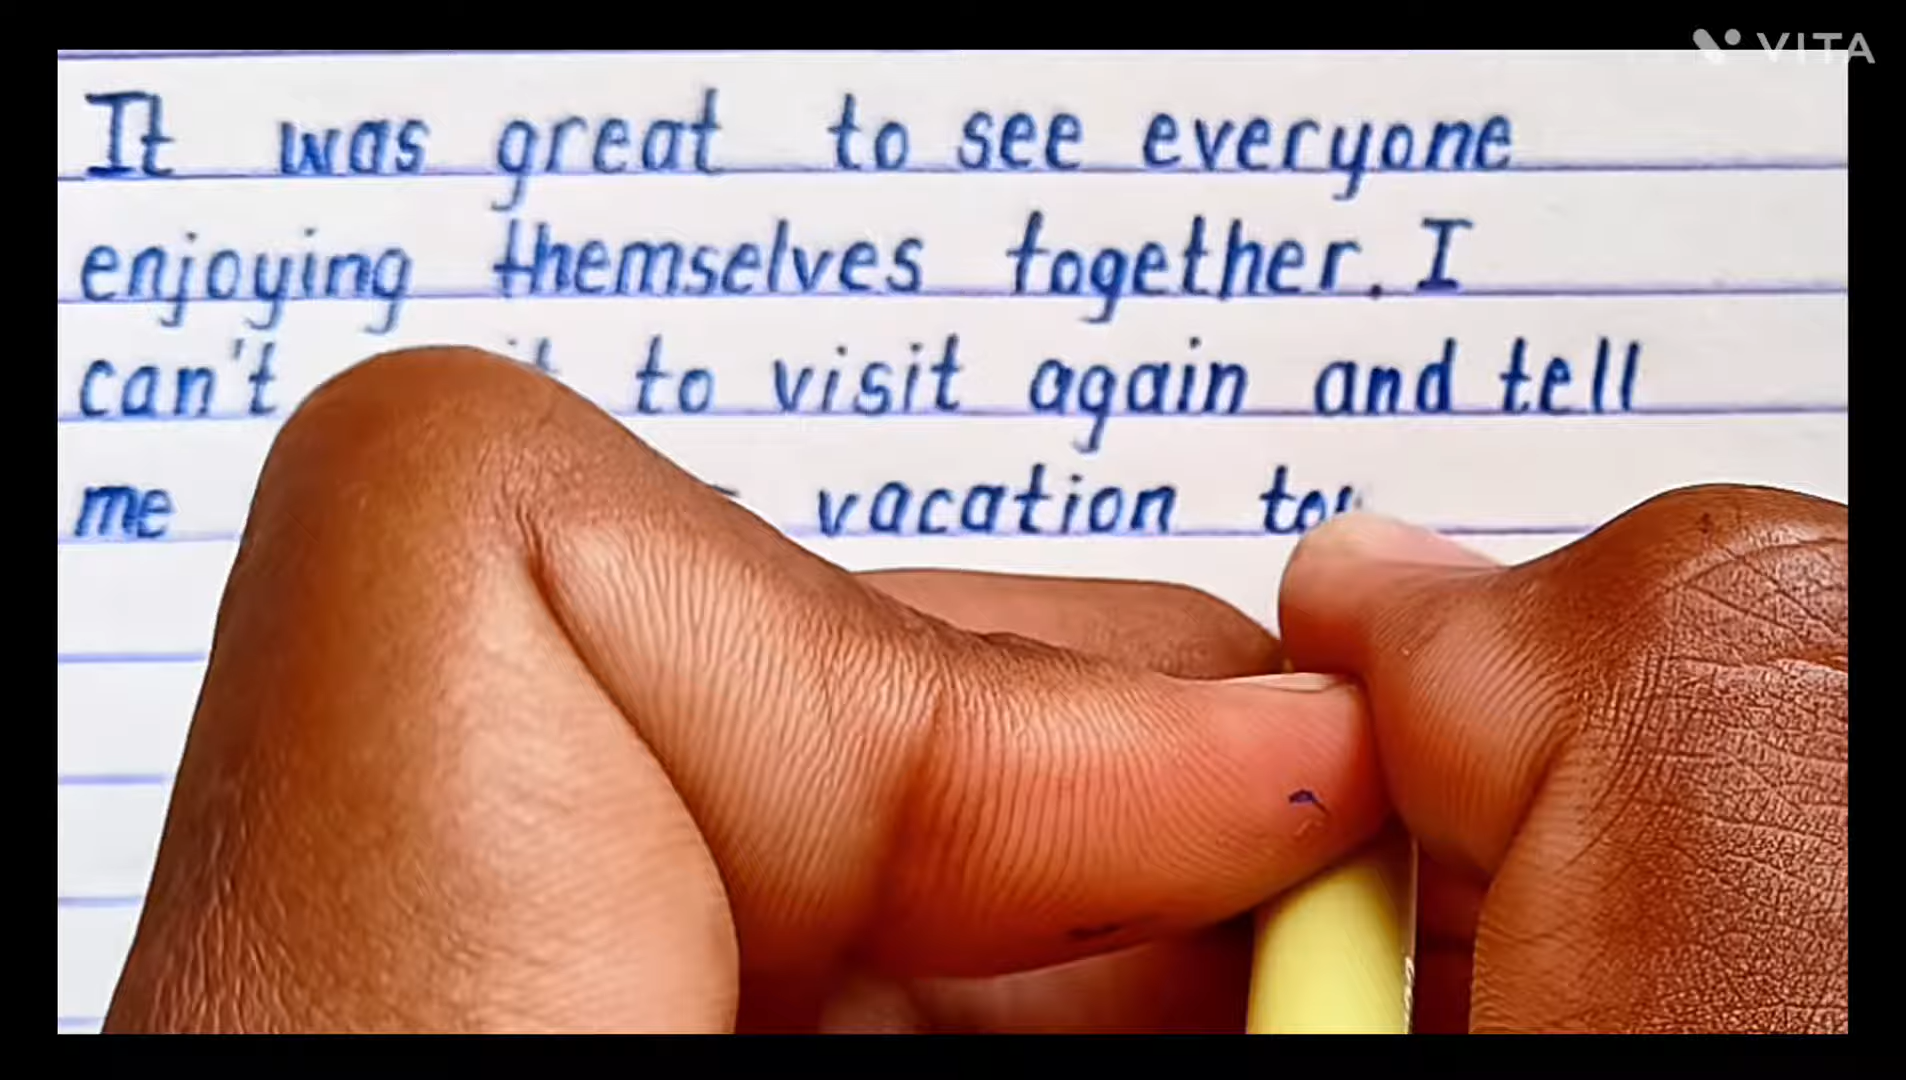 VITA
It was great to see everyone
enjoying themselves together. I
can't to visit again and tell
me vacation